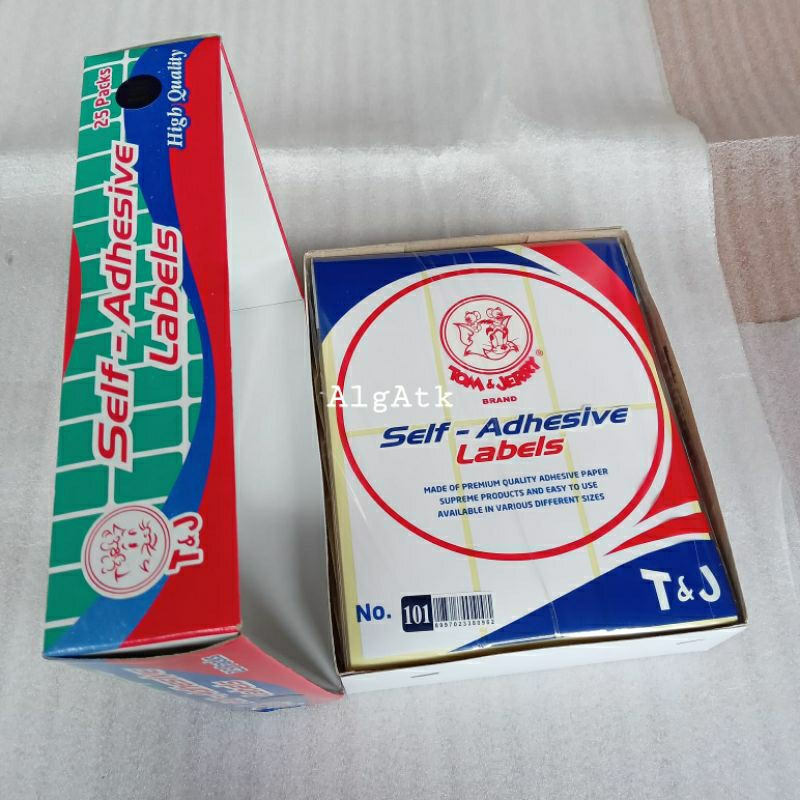 25 Packs
High Quality
Self - Adhesive
Labels
T&J
TOM & JERRY®
BRAND
AlgAtk
Self - Adhesive
Labels
MADE OF PREMIUM QUALITY ADHESIVE PAPER
SUPREME PRODUCTS AND EASY TO USE
AVAILABLE IN VARIOUS DIFFERENT SIZES
No. 101
T&J